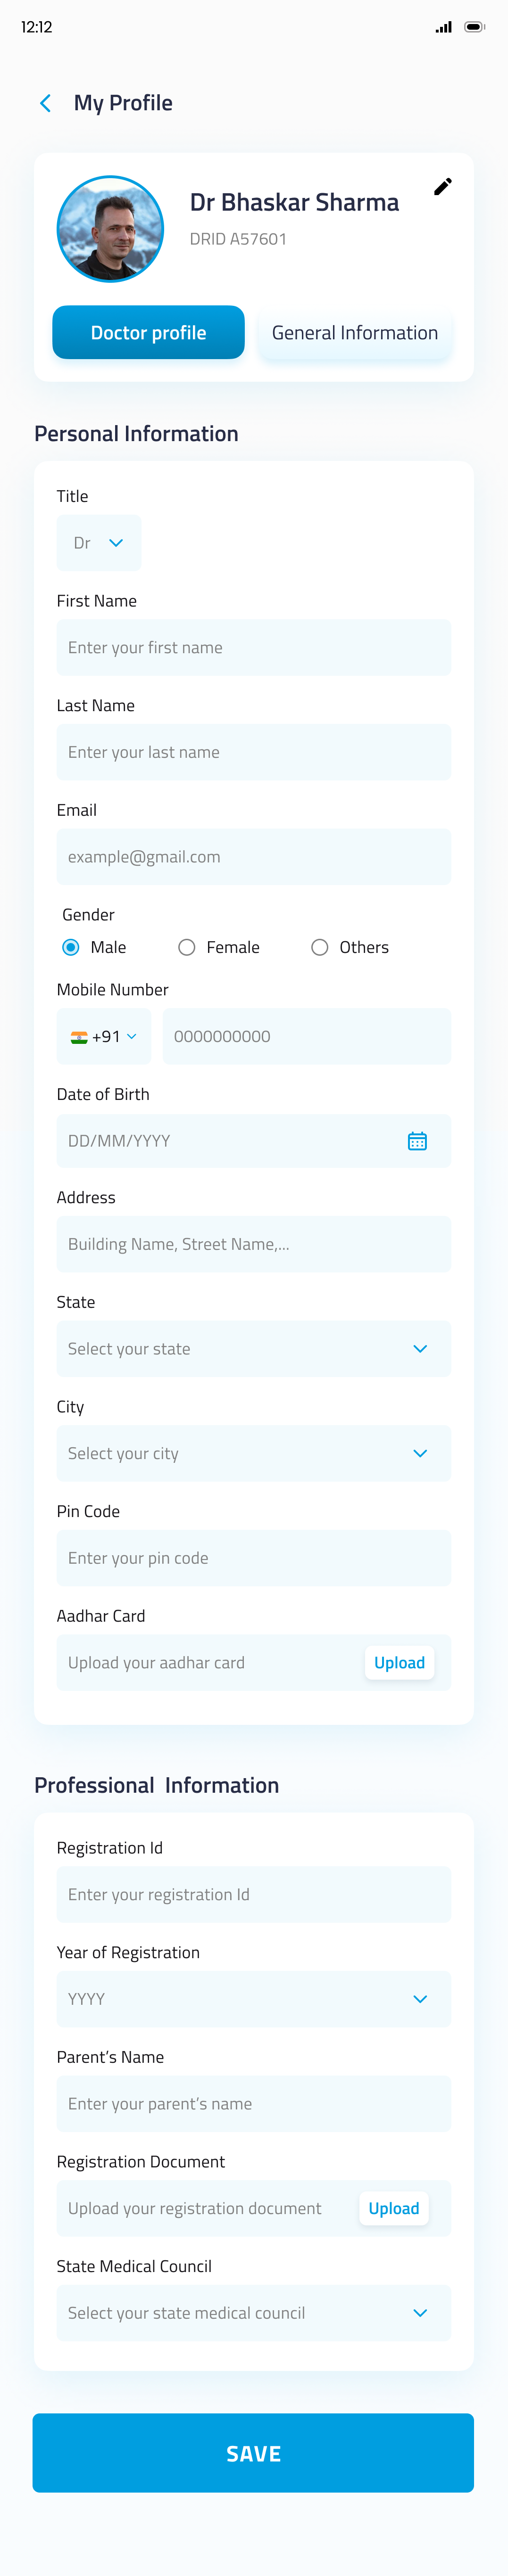 12:12
My Profile
Dr Bhaskar Sharma
DRID A57601
Doctor profile
General Information
Personal Information
Title
Dr
First Name
Enter your first name
Last Name
Enter your last name
Email
example@gmail.com
Gender
Male Female Others
Mobile Number
+91 0000000000
Date of Birth
DD/MM/YYYY
Address
Building Name, Street Name,...
State
Select your state
City
Select your city
Pin Code
Enter your pin code
Aadhar Card
Upload your aadhar card Upload
Professional Information
Registration Id
Enter your registration Id
Year of Registration
YYYY
Parent’s Name
Enter your parent’s name
Registration Document
Upload your registration document Upload
State Medical Council
Select your state medical council
SAVE